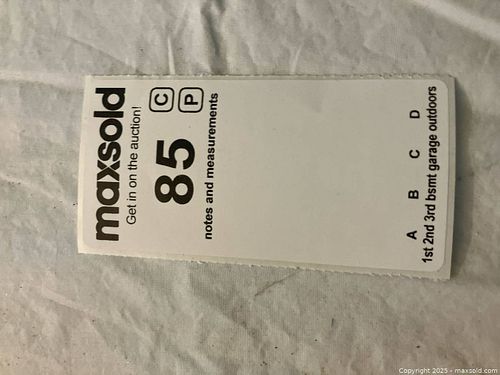 maxsold
Get in on the auction!
85 C P
notes and measurements
A B C D
1st 2nd 3rd bsmt garage outdoors
Copyright 2025 - maxsold.com